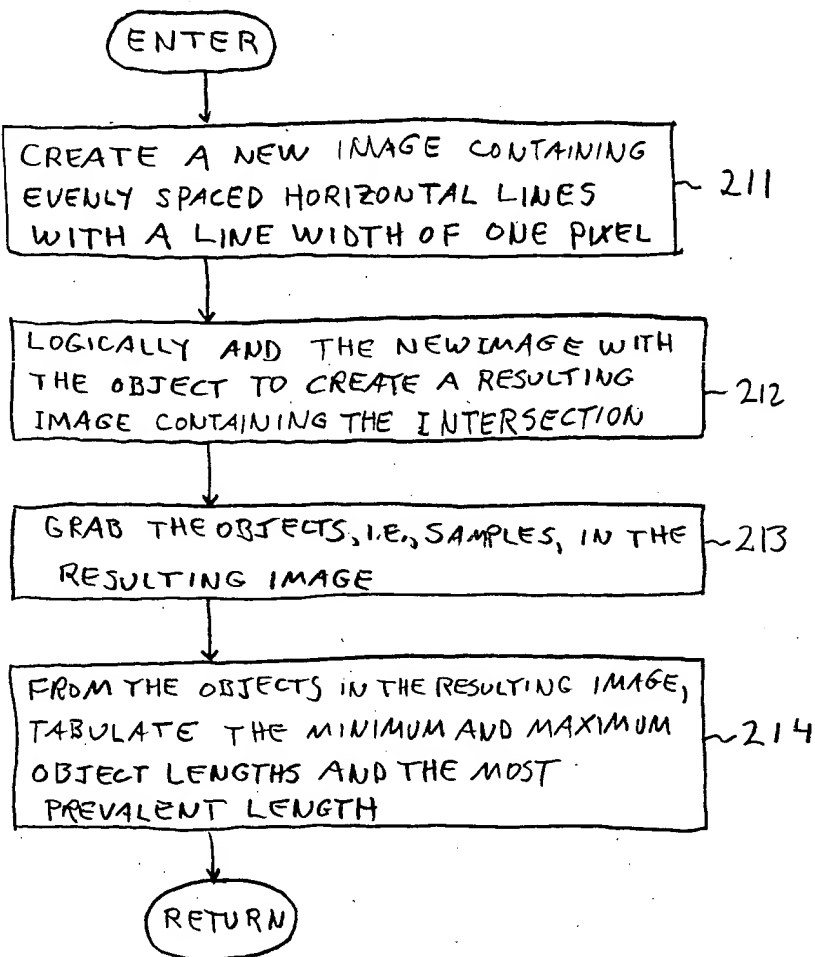 ENTER
CREATE A NEW IMAGE CONTAINING
EVENLY SPACED HORIZONTAL LINES
WITH A LINE WIDTH OF ONE PIXEL
211
LOGICALLY AND THE NEW IMAGE WITH
THE OBJECT TO CREATE A RESULTING
IMAGE CONTAINING THE INTERSECTION
212
GRAB THE OBJECTS, I.E., SAMPLES, IN THE
RESULTING IMAGE
213
FROM THE OBJECTS IN THE RESULTING IMAGE,
TABULATE THE MINIMUM AND MAXIMUM
OBJECT LENGTHS AND THE MOST
PREVALENT LENGTH
214
RETURN